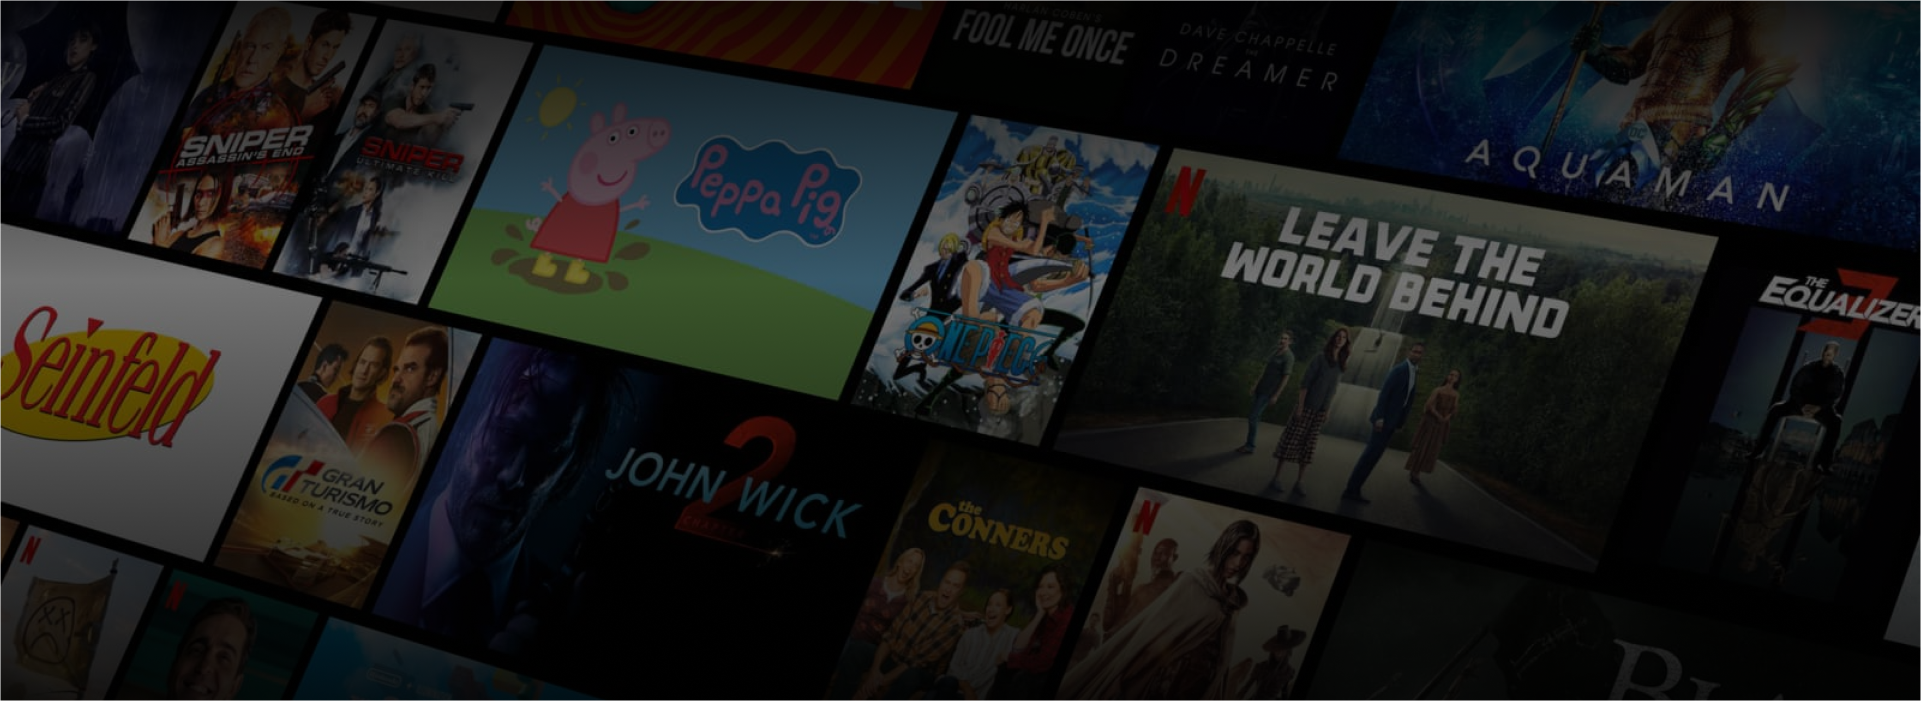 HARLAN COBEN'S
FOOL ME ONCE
DAVE CHAPPELLE
THE
DREAMER
AQUAMAN
SNIPER
ASSASSIN'S END
SNIPER
ULTIMATE KILL
Peppa Pig
ONE PIECE
N
LEAVE THE
WORLD BEHIND
THE
EQUALIZER
3
Seinfeld
GRAN
TURISMO
BASED ON A TRUE STORY
JOHN WICK
CHAPTER
2
the
CONNERS
N
N
N